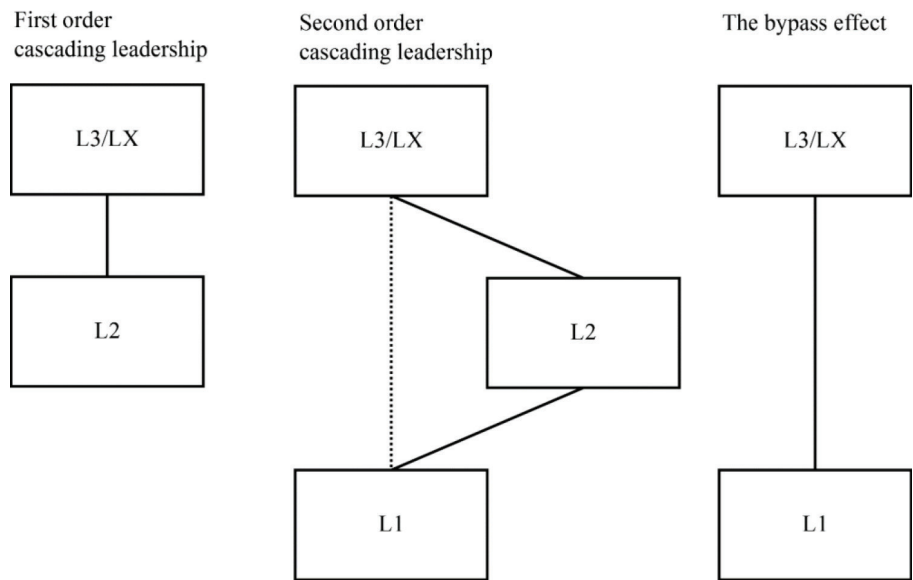 First order
cascading leadership
L3/LX
L2
Second order
cascading leadership
L3/LX
L2
L1
The bypass effect
L3/LX
L1